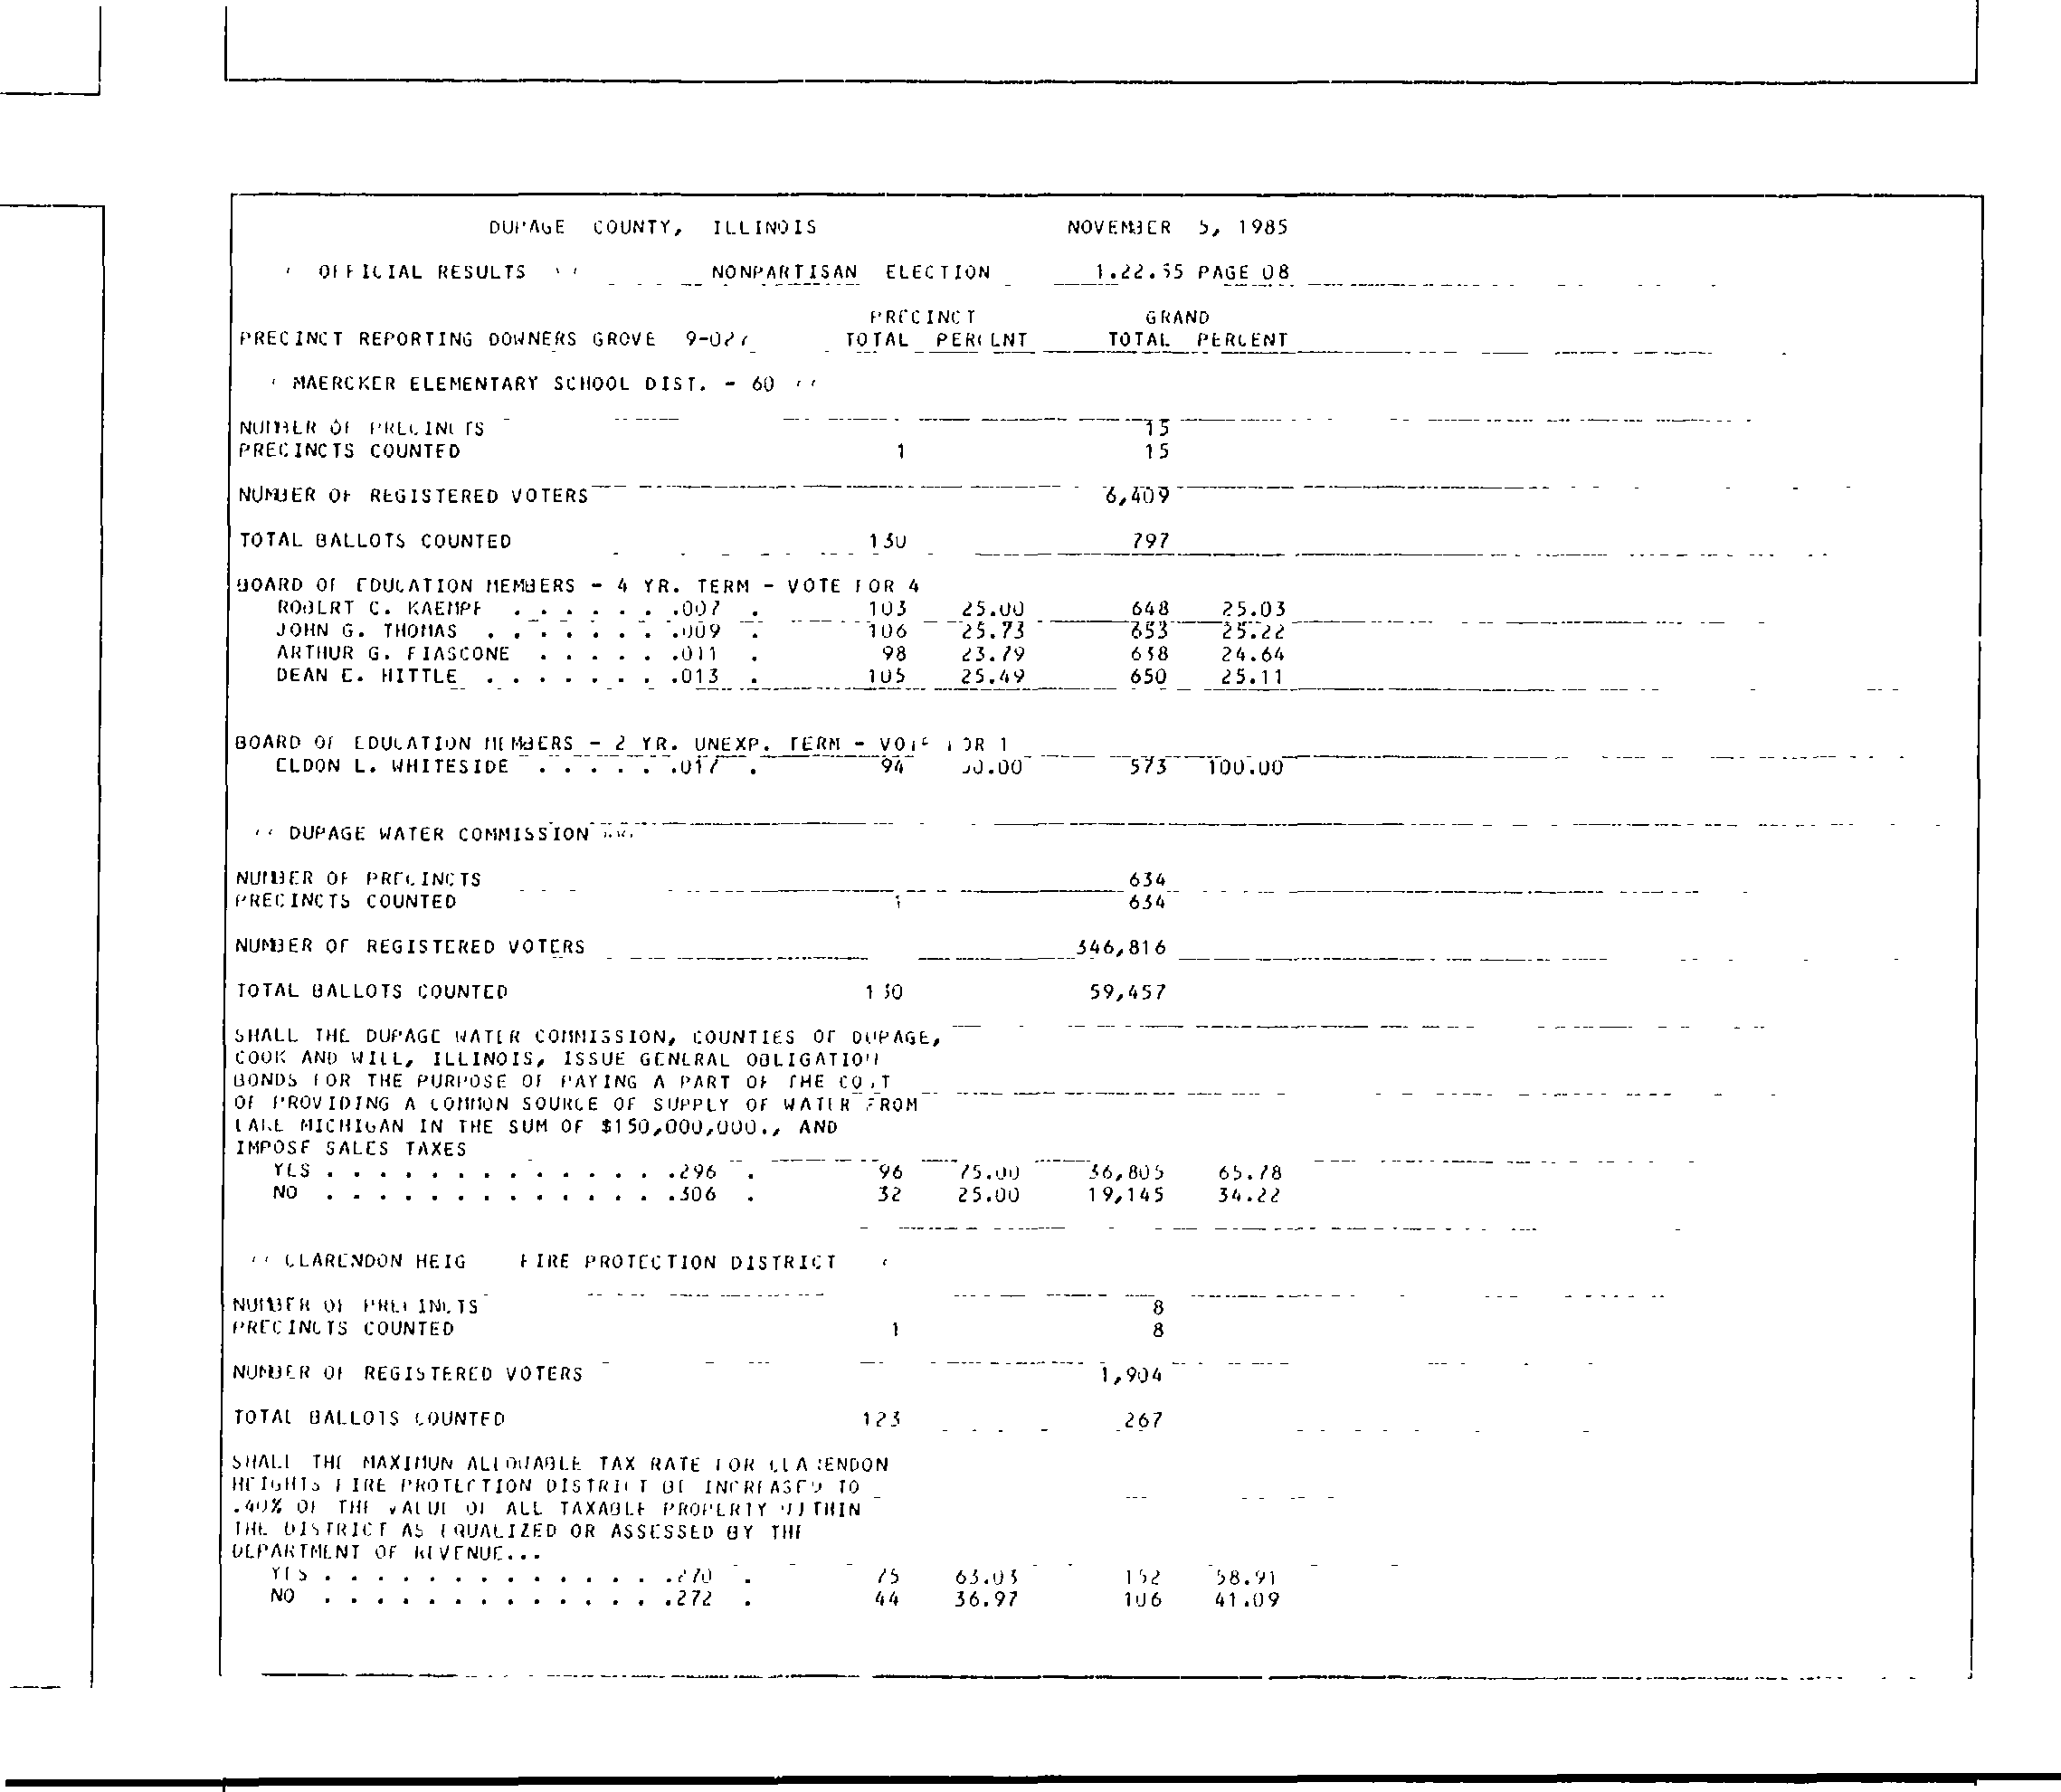 DUPAGE COUNTY, ILLINOIS NOVEMBER 5, 1985
OFFICIAL RESULTS NONPARTISAN ELECTION 1.22.55 PAGE 08
PRECINCT GRAND
PRECINCT REPORTING DOWNERS GROVE 9-027 TOTAL PERCENT TOTAL PERCENT
MAERCKER ELEMENTARY SCHOOL DIST. - 60
NUMBER OF PRECINCTS 15
PRECINCTS COUNTED 1 15
NUMBER OF REGISTERED VOTERS 6,409
TOTAL BALLOTS COUNTED 130 797
BOARD OF EDUCATION MEMBERS - 4 YR. TERM - VOTE FOR 4
ROBERT C. KAEMPF . . . . . . .007 . 103 25.00 648 25.03
JOHN G. THOMAS . . . . . . . .009 . 106 25.73 653 25.22
ARTHUR G. FIASCONE . . . . . .011 . 98 23.79 638 24.64
DEAN E. HITTLE . . . . . . . .013 . 105 25.49 650 25.11
BOARD OF EDUCATION MEMBERS - 2 YR. UNEXP. TERM - VOTE FOR 1
ELDON L. WHITESIDE . . . . . .017 . 94 573 100.00
DUPAGE WATER COMMISSION
NUMBER OF PRECINCTS 634
PRECINCTS COUNTED 1 634
NUMBER OF REGISTERED VOTERS 346,816
TOTAL BALLOTS COUNTED 130 59,457
SHALL THE DUPAGE WATER COMMISSION, COUNTIES OF DUPAGE,
COOK AND WILL, ILLINOIS, ISSUE GENERAL OBLIGATION
BONDS FOR THE PURPOSE OF PAYING A PART OF THE COST
OF PROVIDING A COMMON SOURCE OF SUPPLY OF WATER FROM
LAKE MICHIGAN IN THE SUM OF $150,000,000., AND
IMPOSE SALES TAXES
YES . . . . . . . . . . . . . .296 . 96 75.00 36,805 65.78
NO . . . . . . . . . . . . . .306 . 32 25.00 19,145 34.22
CLARENDON HEIG FIRE PROTECTION DISTRICT
NUMBER OF PRECINCTS 8
PRECINCTS COUNTED 1 8
NUMBER OF REGISTERED VOTERS 1,904
TOTAL BALLOTS COUNTED 123 267
SHALL THE MAXIMUN ALLOWABLE TAX RATE FOR CLARENDON
HEIGHTS FIRE PROTECTION DISTRICT BE INCREASED TO
.40% OF THE VALUE OF ALL TAXABLE PROPERTY WITHIN
THE DISTRICT AS EQUALIZED OR ASSESSED BY THE
DEPARTMENT OF REVENUE...
YES . . . . . . . . . . . . . .270 . 75 63.03 152 58.91
NO . . . . . . . . . . . . . .272 . 44 36.97 106 41.09